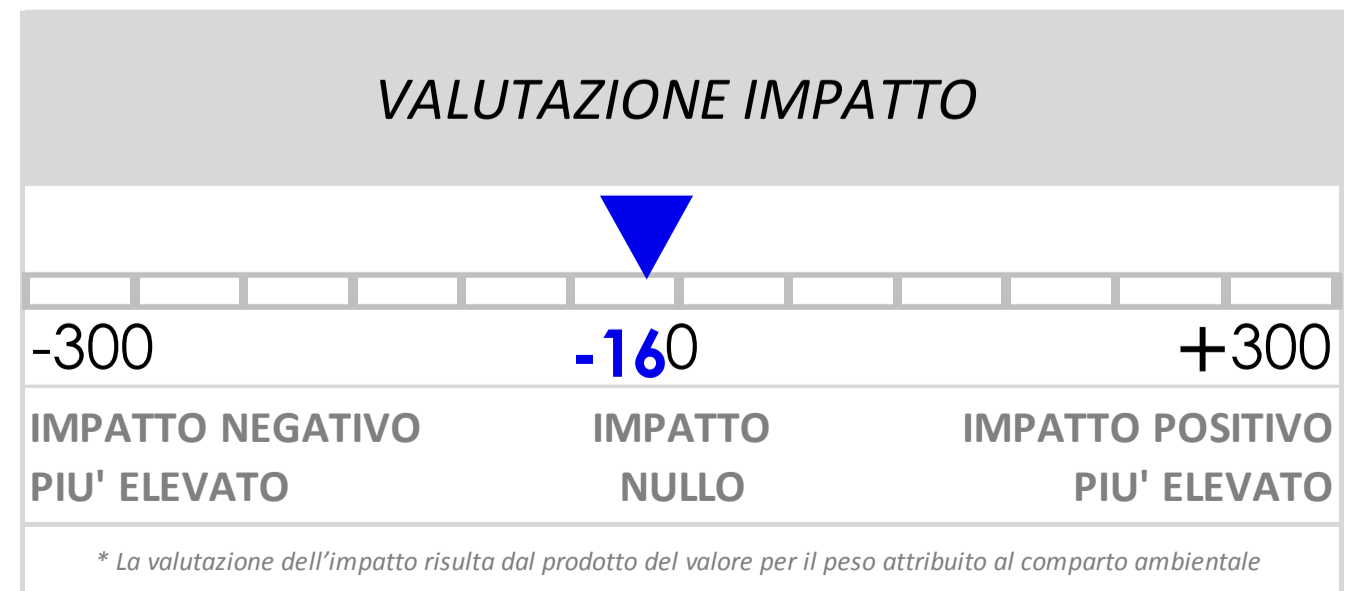 VALUTAZIONE IMPATTO
-300 -16 0 +300
IMPATTO NEGATIVO IMPATTO IMPATTO POSITIVO
PIU' ELEVATO NULLO PIU' ELEVATO
* La valutazione dell’impatto risulta dal prodotto del valore per il peso attribuito al comparto ambientale